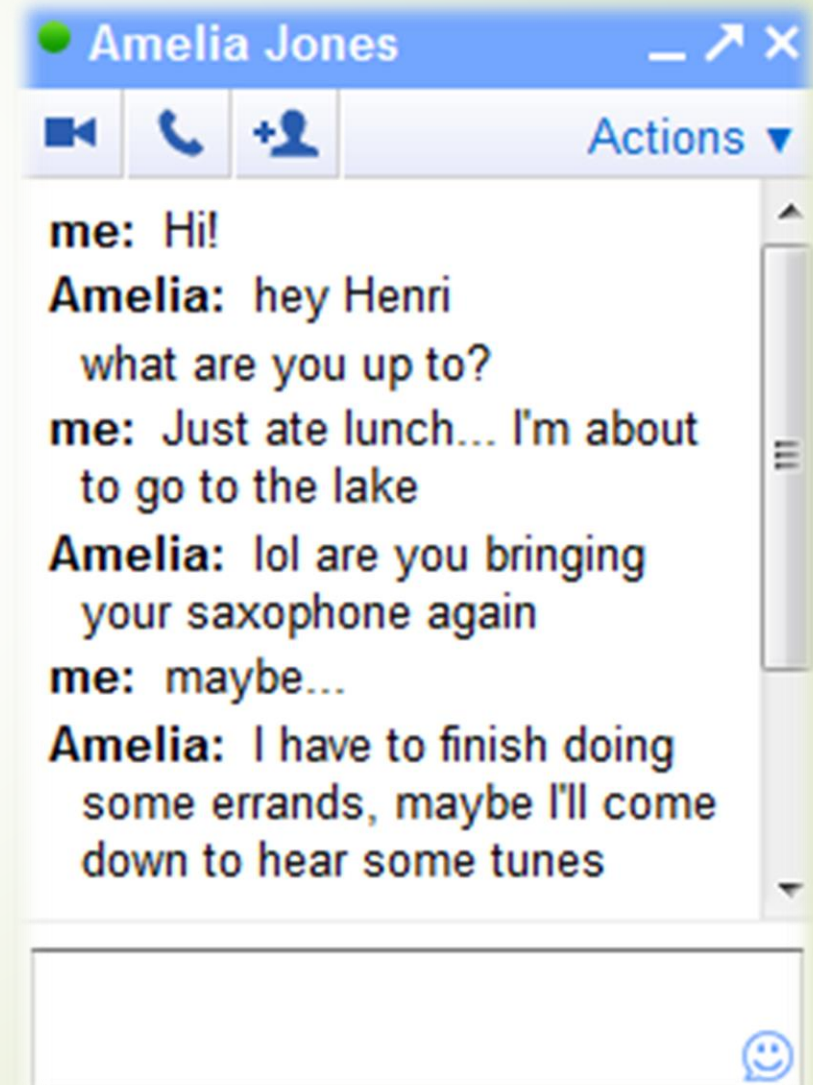 Amelia Jones
Actions
me: Hi!
Amelia: hey Henri
what are you up to?
me: Just ate lunch... I'm about
to go to the lake
Amelia: lol are you bringing
your saxophone again
me: maybe...
Amelia: I have to finish doing
some errands, maybe I'll come
down to hear some tunes